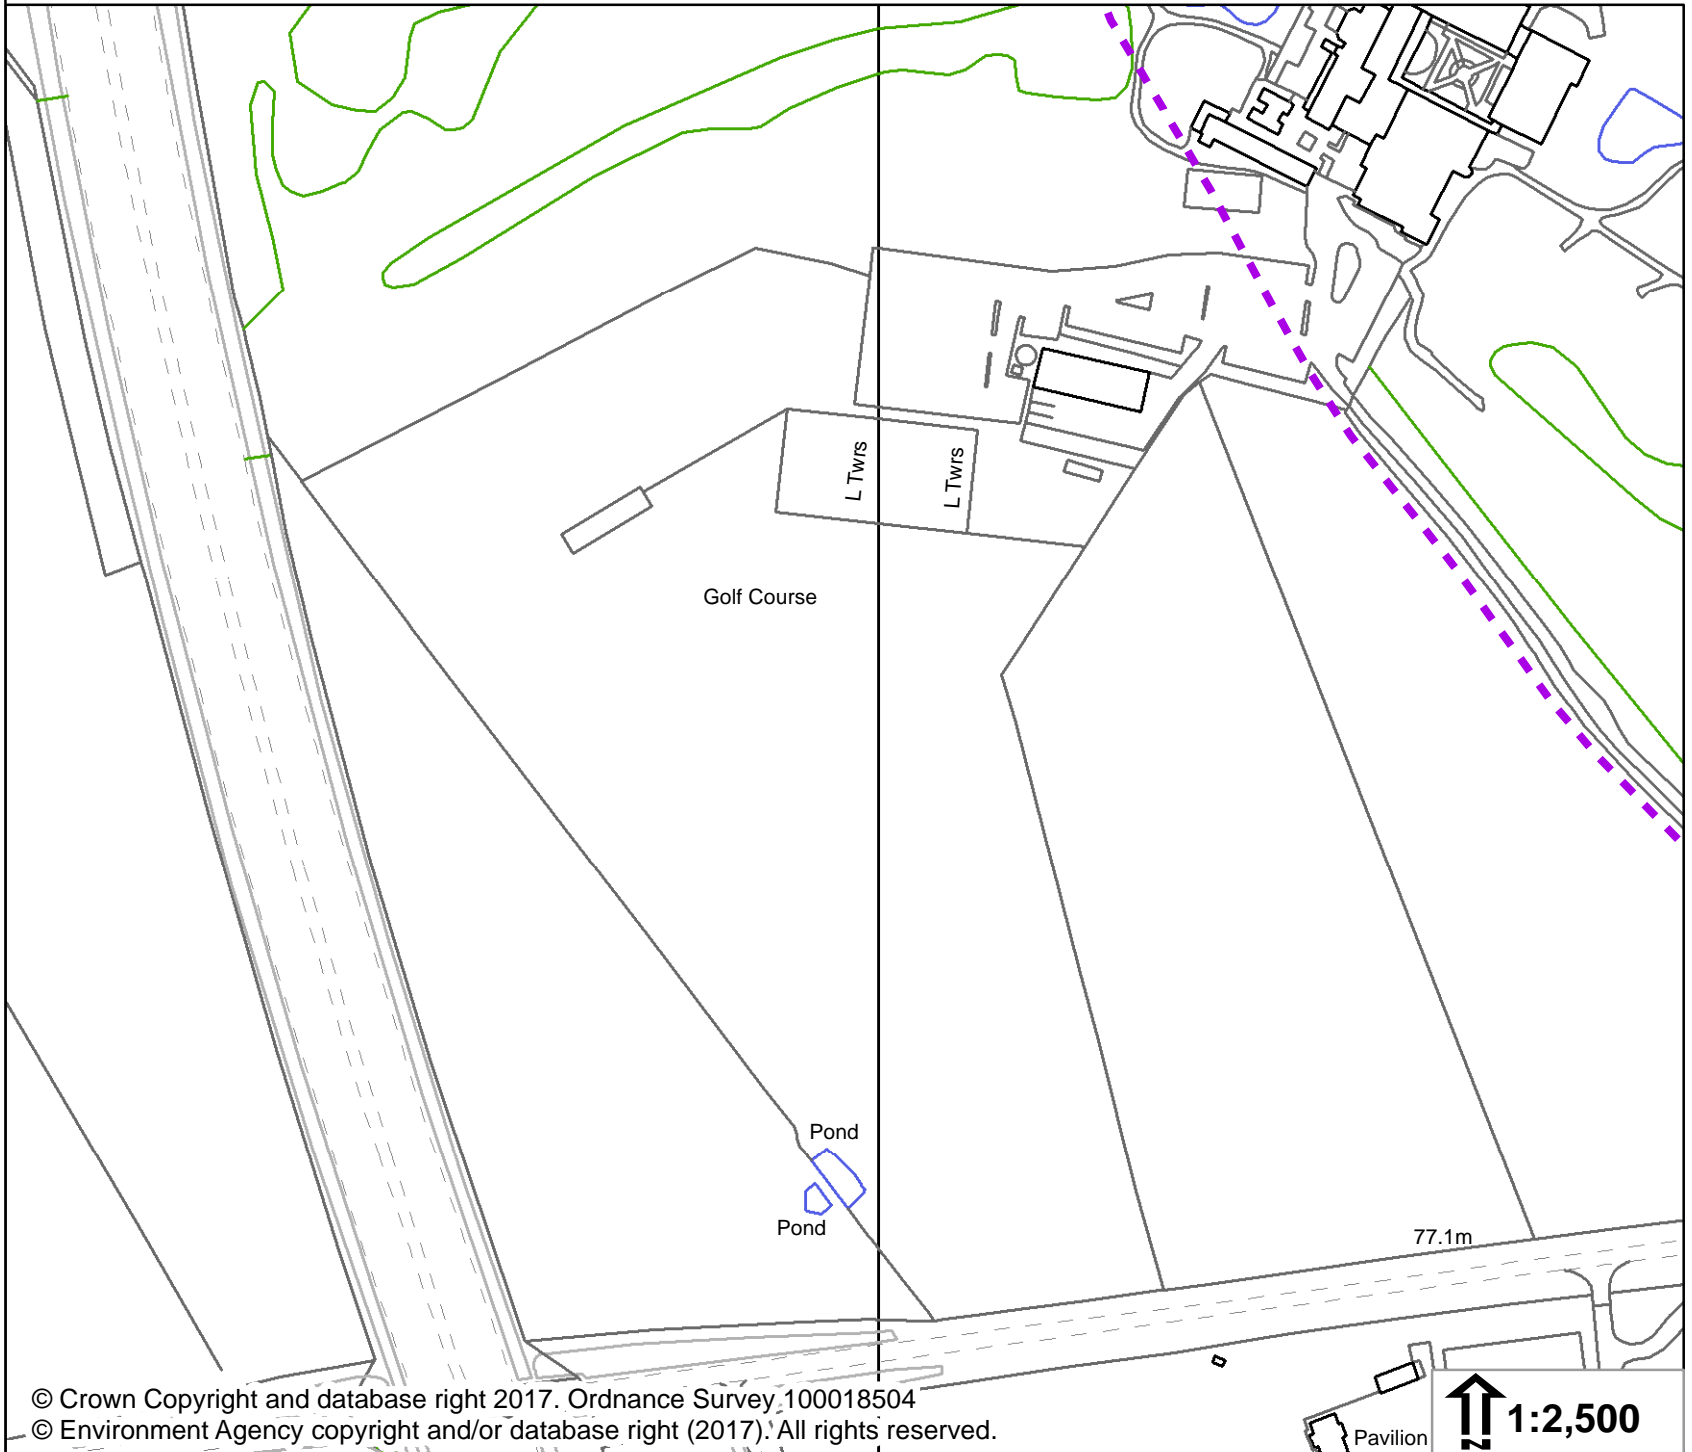 L Twrs
L Twrs
Golf Course
Pond
Pond
77.1m
© Crown Copyright and database right 2017. Ordnance Survey 100018504
© Environment Agency copyright and/or database right (2017). All rights reserved.
Pavilion
N
1:2,500